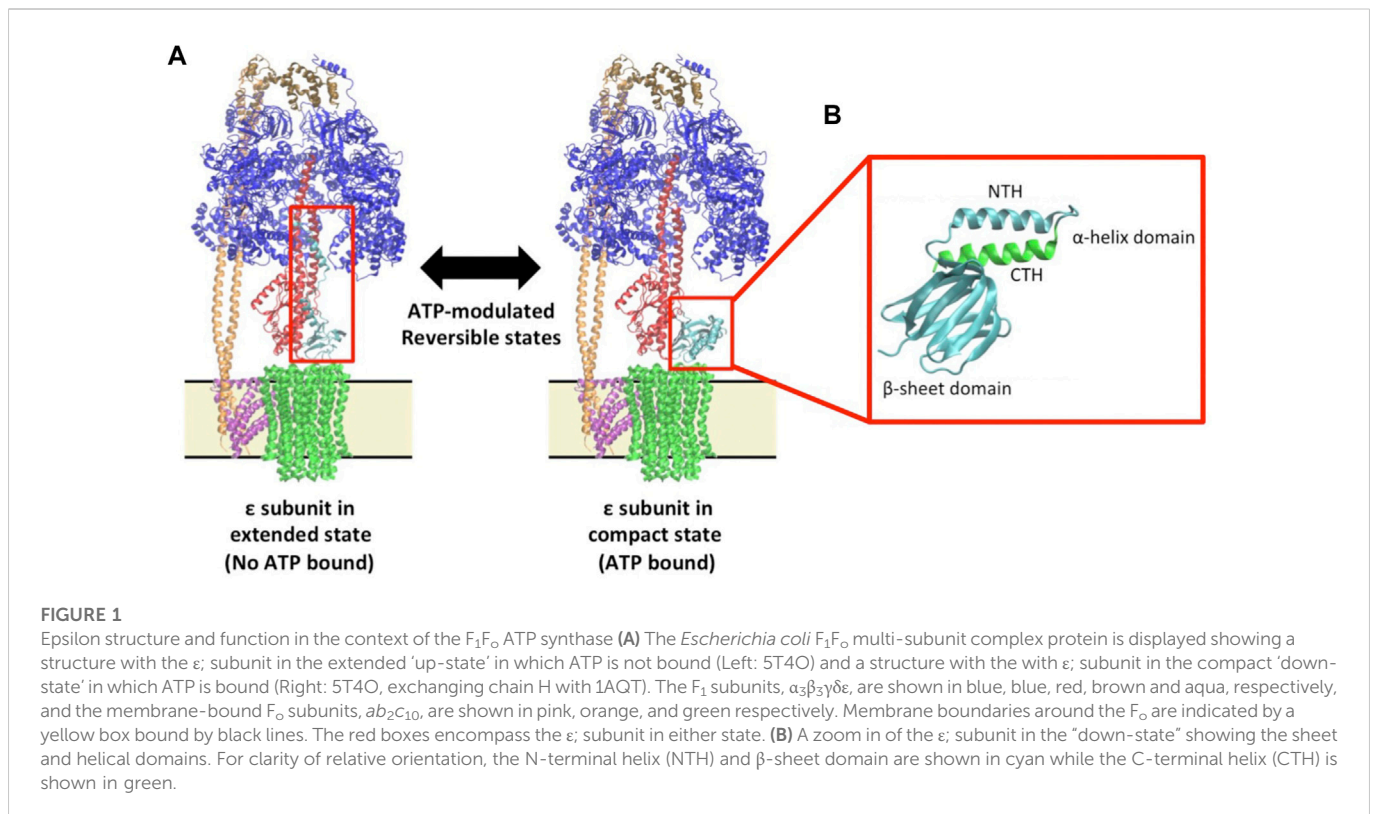 A
B
NTH
α-helix domain
CTH
β-sheet domain
ATP-modulated
Reversible states
ε subunit in
extended state
(No ATP bound)
ε subunit in
compact state
(ATP bound)
FIGURE 1
Epsilon structure and function in the context of the F₁Fₒ ATP synthase (A) The Escherichia coli F₁Fₒ multi-subunit complex protein is displayed showing a
structure with the ε; subunit in the extended ‘up-state’ in which ATP is not bound (Left: 5T4O) and a structure with the with ε; subunit in the compact ‘down-
state’ in which ATP is bound (Right: 5T4O, exchanging chain H with 1AQT). The F₁ subunits, α₃β₃γδε, are shown in blue, blue, red, brown and aqua, respectively,
and the membrane-bound Fₒ subunits, ab₂c₁₀, are shown in pink, orange, and green respectively. Membrane boundaries around the Fₒ are indicated by a
yellow box bound by black lines. The red boxes encompass the ε; subunit in either state. (B) A zoom in of the ε; subunit in the “down-state” showing the sheet
and helical domains. For clarity of relative orientation, the N-terminal helix (NTH) and β-sheet domain are shown in cyan while the C-terminal helix (CTH) is
shown in green.